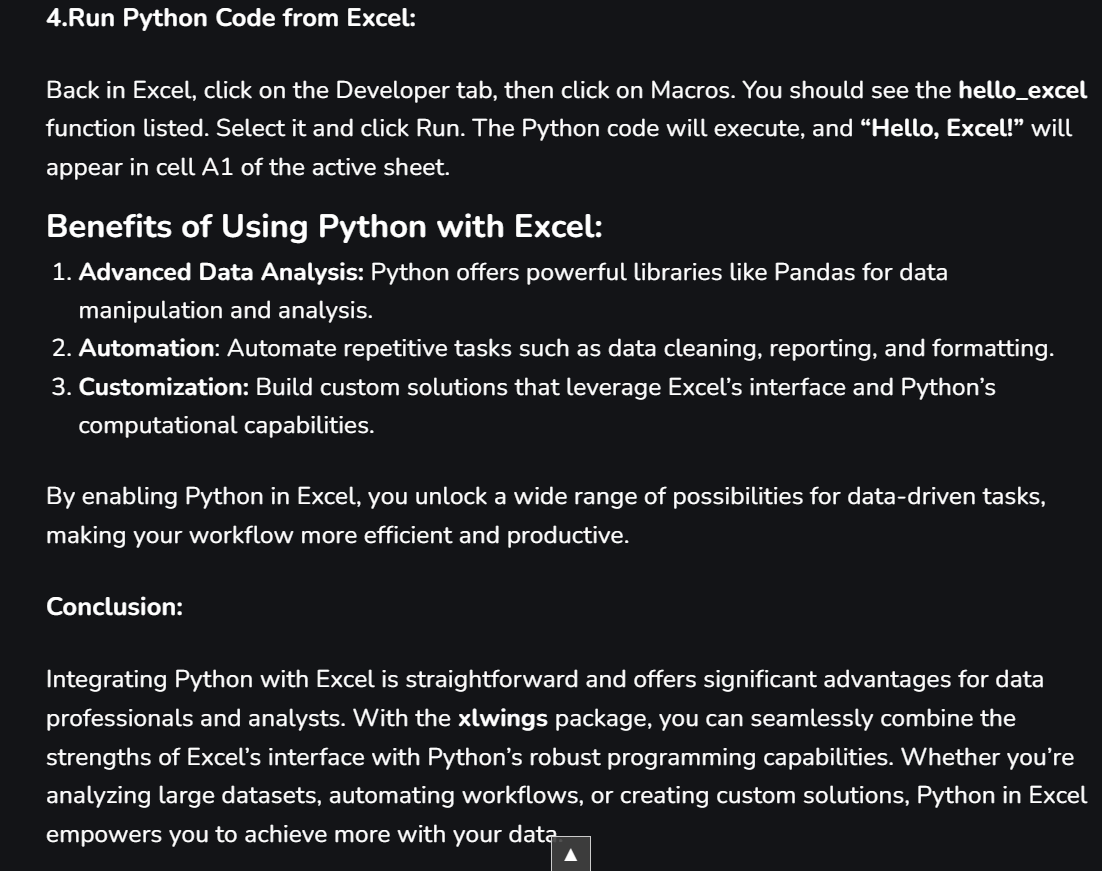 4.Run Python Code from Excel:
Back in Excel, click on the Developer tab, then click on Macros. You should see the hello_excel
function listed. Select it and click Run. The Python code will execute, and “Hello, Excel!” will
appear in cell A1 of the active sheet.
Benefits of Using Python with Excel:
1. Advanced Data Analysis: Python offers powerful libraries like Pandas for data
manipulation and analysis.
2. Automation: Automate repetitive tasks such as data cleaning, reporting, and formatting.
3. Customization: Build custom solutions that leverage Excel’s interface and Python’s
computational capabilities.
By enabling Python in Excel, you unlock a wide range of possibilities for data-driven tasks,
making your workflow more efficient and productive.
Conclusion:
Integrating Python with Excel is straightforward and offers significant advantages for data
professionals and analysts. With the xlwings package, you can seamlessly combine the
strengths of Excel’s interface with Python’s robust programming capabilities. Whether you’re
analyzing large datasets, automating workflows, or creating custom solutions, Python in Excel
empowers you to achieve more with your data.